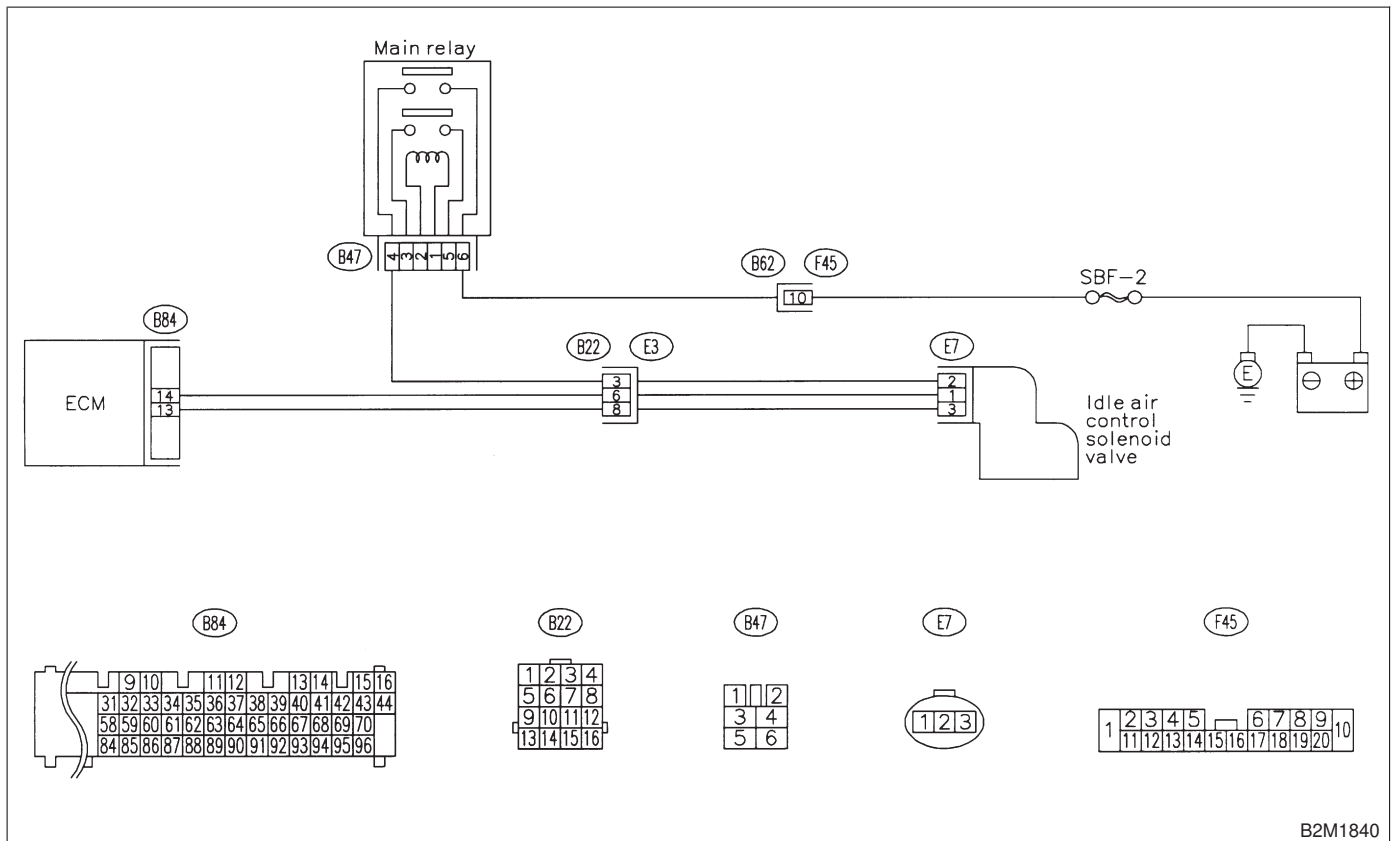 Main relay
B47
4 3 2 1 5 6
B62 F45
10
SBF-2
B84
B22 E3
E7
E
ECM
14
13
3
6
8
2
1
3
Idle air
control
solenoid
valve
B84
B22
B47
E7
F45
9 10 11 12 13 14 15 16
31 32 33 34 35 36 37 38 39 40 41 42 43 44
58 59 60 61 62 63 64 65 66 67 68 69 70
84 85 86 87 88 89 90 91 92 93 94 95 96
1 2 3 4
5 6 7 8
9 10 11 12
13 14 15 16
1 2
3 4
5 6
1 2 3
1 2 3 4 5 6 7 8 9 10
11 12 13 14 15 16 17 18 19 20
B2M1840